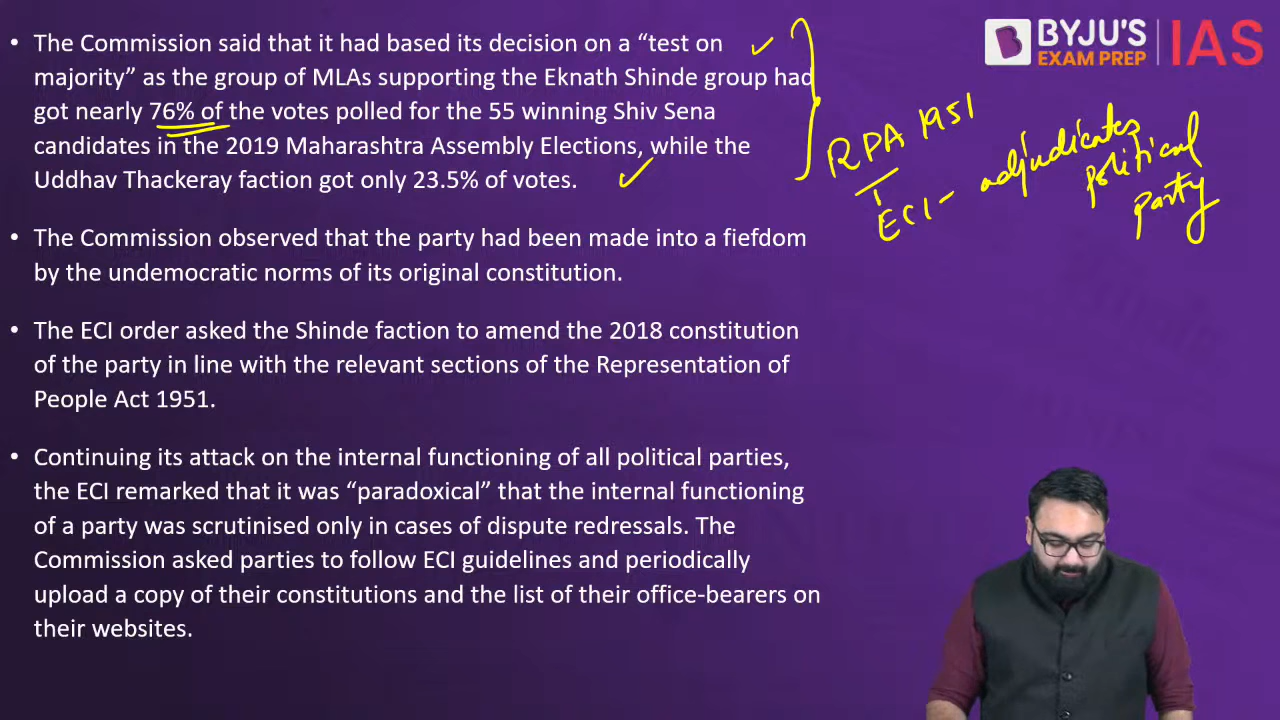 • The Commission said that it had based its decision on a “test on
majority” as the group of MLAs supporting the Eknath Shinde group had
got nearly 76% of the votes polled for the 55 winning Shiv Sena
candidates in the 2019 Maharashtra Assembly Elections, while the
Uddhav Thackeray faction got only 23.5% of votes.
• The Commission observed that the party had been made into a fiefdom
by the undemocratic norms of its original constitution.
• The ECI order asked the Shinde faction to amend the 2018 constitution
of the party in line with the relevant sections of the Representation of
People Act 1951.
• Continuing its attack on the internal functioning of all political parties,
the ECI remarked that it was “paradoxical” that the internal functioning
of a party was scrutinised only in cases of dispute redressals. The
Commission asked parties to follow ECI guidelines and periodically
upload a copy of their constitutions and the list of their office-bearers on
their websites.
BYJU'S
EXAM PREP
IAS
RPA 1951
ECI - adjudicates
political
party